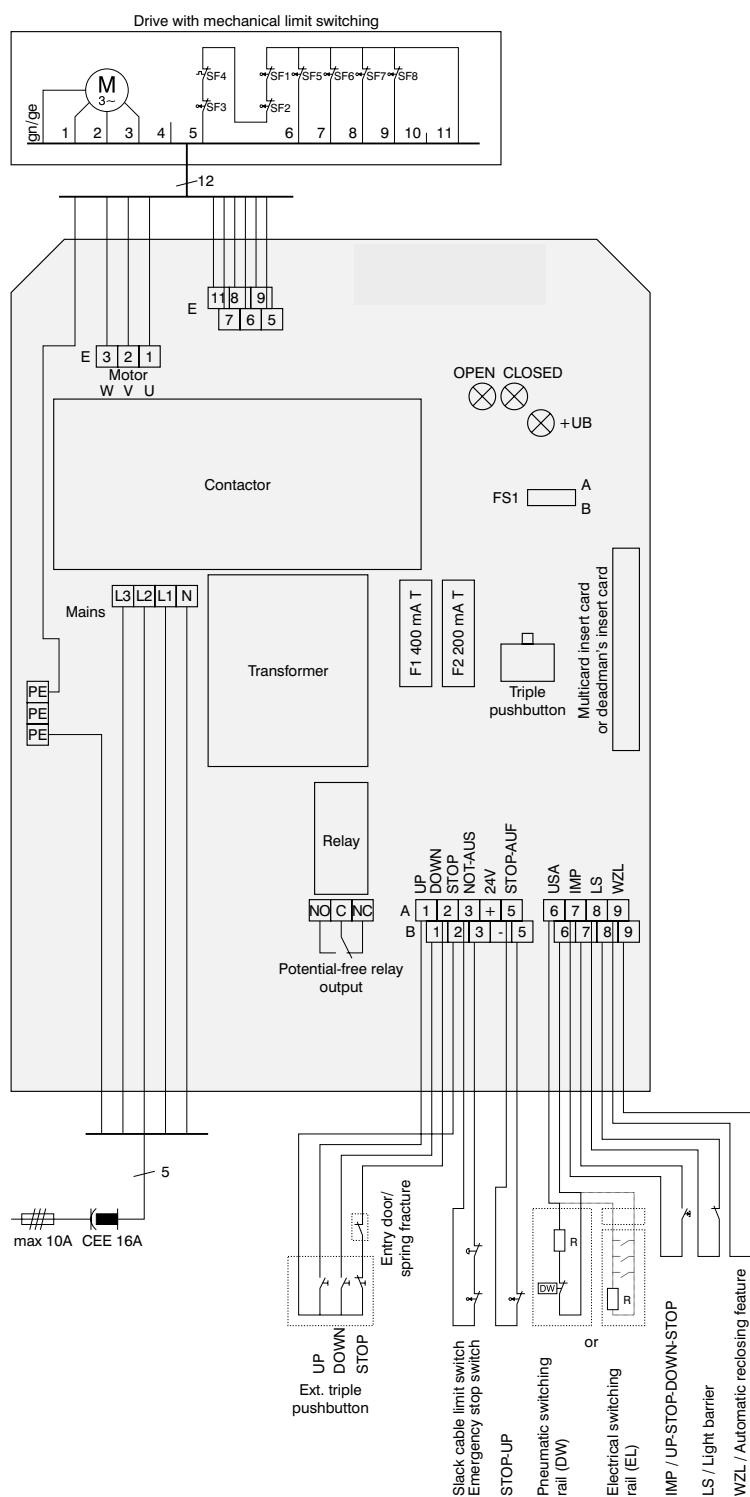 Drive with mechanical limit switching
M
3~
gn/ge
SF4
SF3
SF1
SF2
SF5
SF6
SF7
SF8
1 2 3 4 5 6 7 8 9 10 11
12
E
11 8 9
7 6 5
E 3 2 1
Motor
W V U
OPEN CLOSED
+UB
Contactor
FS1
A
B
Mains
L3 L2 L1 N
Transformer
F1 400 mA T
F2 200 mA T
Triple
pushbutton
Multicard insert card
or deadman's insert card
PE
PE
PE
Relay
NO C NC
Potential-free relay
output
UP
DOWN
STOP
NOT-AUS
24V
STOP-AUF
USA
IMP
LS
WZL
A 1 2 3 + 5 6 7 8 9
B 1 2 3 - 5 6 7 8 9
5
max 10A CEE 16A
Entry door/
spring fracture
R
DW
R
or
UP
DOWN
STOP
Ext. triple
pushbutton
Slack cable limit switch
Emergency stop switch
STOP-UP
Pneumatic switching
rail (DW)
Electrical switching
rail (EL)
IMP / UP-STOP-DOWN-STOP
LS / Light barrier
WZL / Automatic reclosing feature